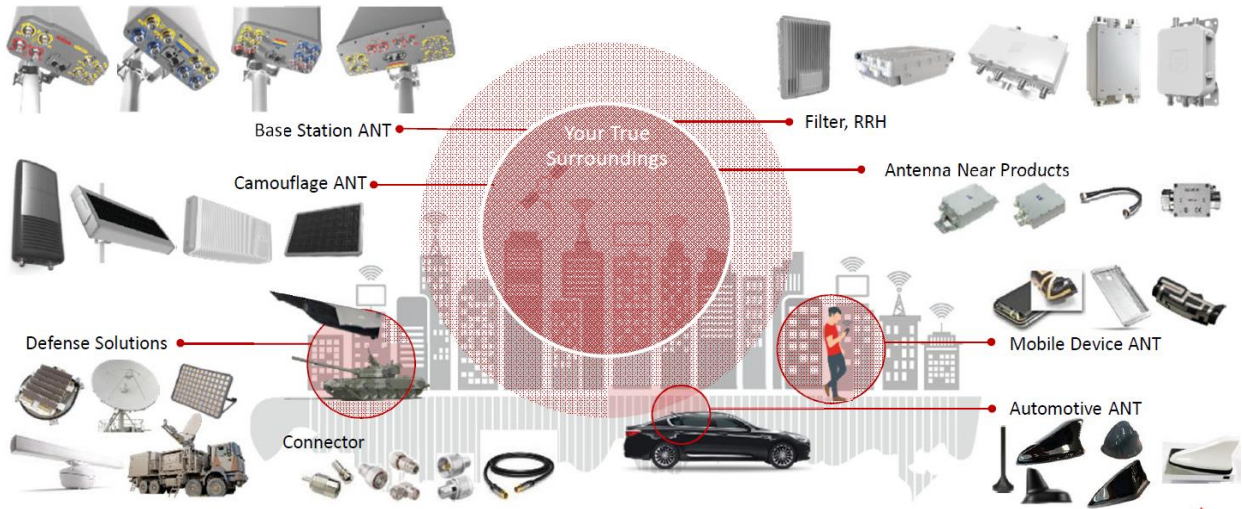 Base Station ANT
Your True
Surroundings
Filter, RRH
Camouflage ANT
Antenna Near Products
Defense Solutions
Mobile Device ANT
Connector
Automotive ANT